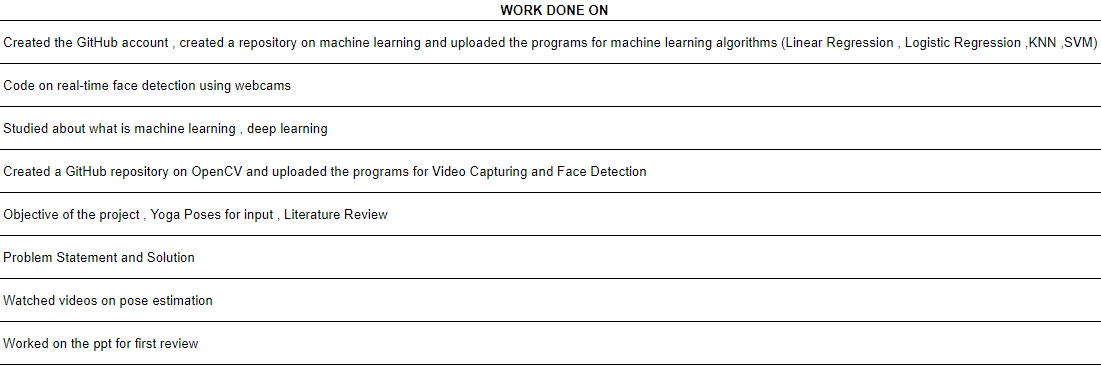 WORK DONE ON
Created the GitHub account , created a repository on machine learning and uploaded the programs for machine learning algorithms (Linear Regression , Logistic Regression ,KNN ,SVM)
Code on real-time face detection using webcams
Studied about what is machine learning , deep learning
Created a GitHub repository on OpenCV and uploaded the programs for Video Capturing and Face Detection
Objective of the project , Yoga Poses for input , Literature Review
Problem Statement and Solution
Watched videos on pose estimation
Worked on the ppt for first review